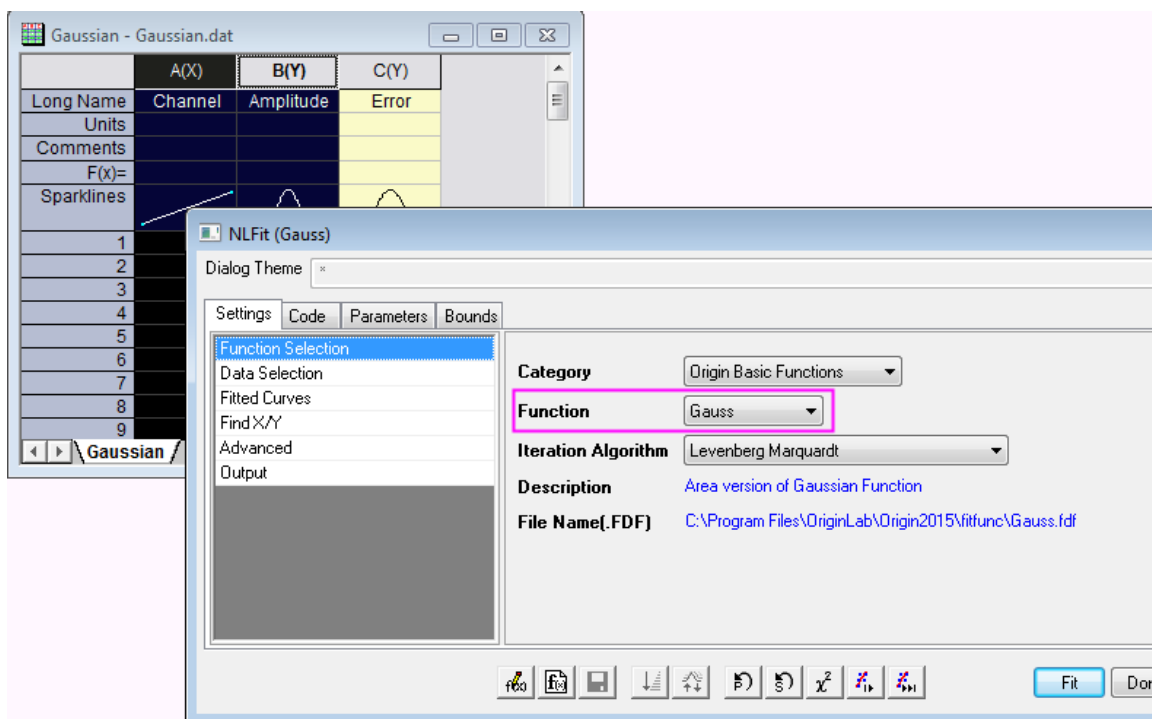 Gaussian - Gaussian.dat
A(X) B(Y) C(Y)
Long Name Channel Amplitude Error
Units
Comments
F(x)=
Sparklines
1
2
3
4
5
6
7
8
9
Gaussian
NLFit (Gauss)
Dialog Theme *
Settings Code Parameters Bounds
Function Selection
Data Selection
Fitted Curves
Find X/Y
Advanced
Output
Category Origin Basic Functions
Function Gauss
Iteration Algorithm Levenberg Marquardt
Description Area version of Gaussian Function
File Name(.FDF) C:\Program Files\OriginLab\Origin2015\fitfunc\Gauss.fdf
Fit